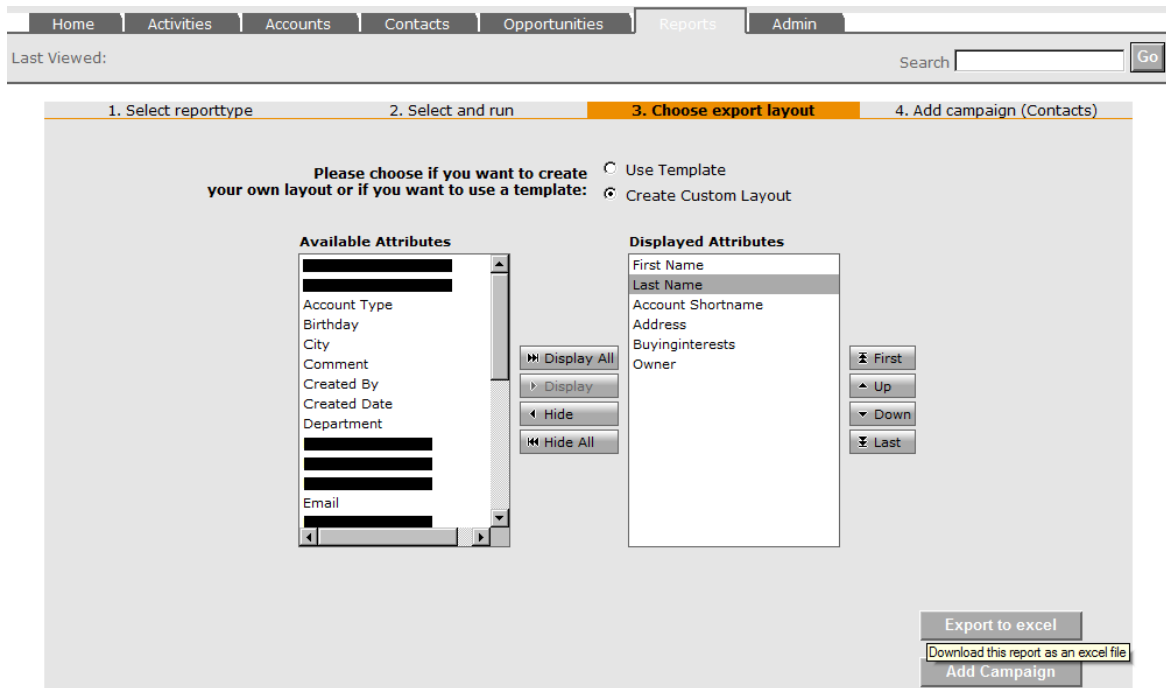 Home Activities Accounts Contacts Opportunities Reports Admin
Last Viewed:
Search Go
1. Select reporttype 2. Select and run 3. Choose export layout 4. Add campaign (Contacts)
Please choose if you want to create
your own layout or if you want to use a template:
Use Template
Create Custom Layout
Available Attributes
Account Type
Birthday
City
Comment
Created By
Created Date
Department
Email
Display All
Display
Hide
Hide All
Displayed Attributes
First Name
Last Name
Account Shortname
Address
Buyinginterests
Owner
First
Up
Down
Last
Export to excel
Download this report as an excel file
Add Campaign